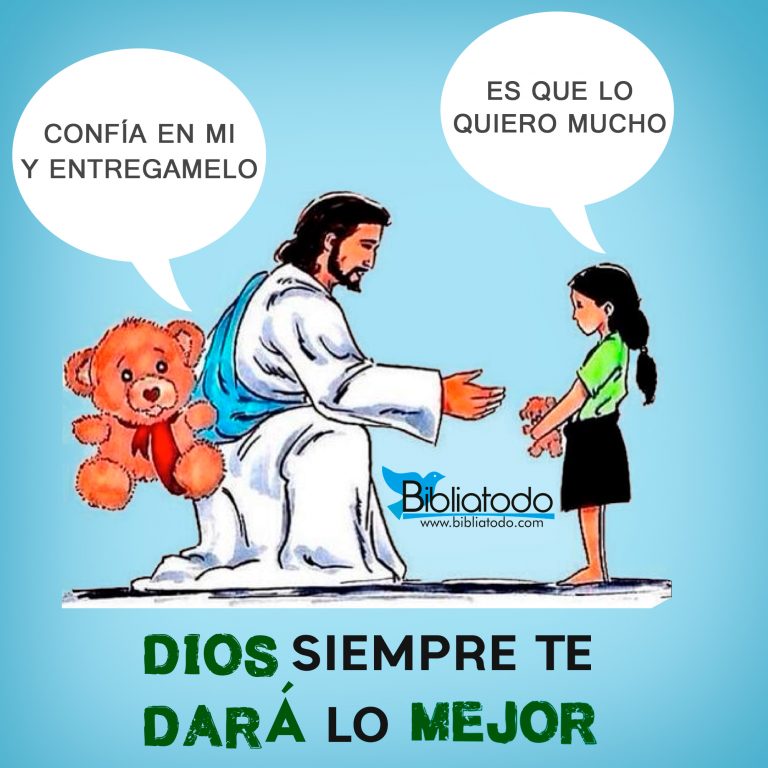 CONFÍA EN MI
Y ENTREGAMELO
ES QUE LO
QUIERO MUCHO
Bibliatodo
www.bibliatodo.com
DIOS SIEMPRE TE
DARÁ LO MEJOR